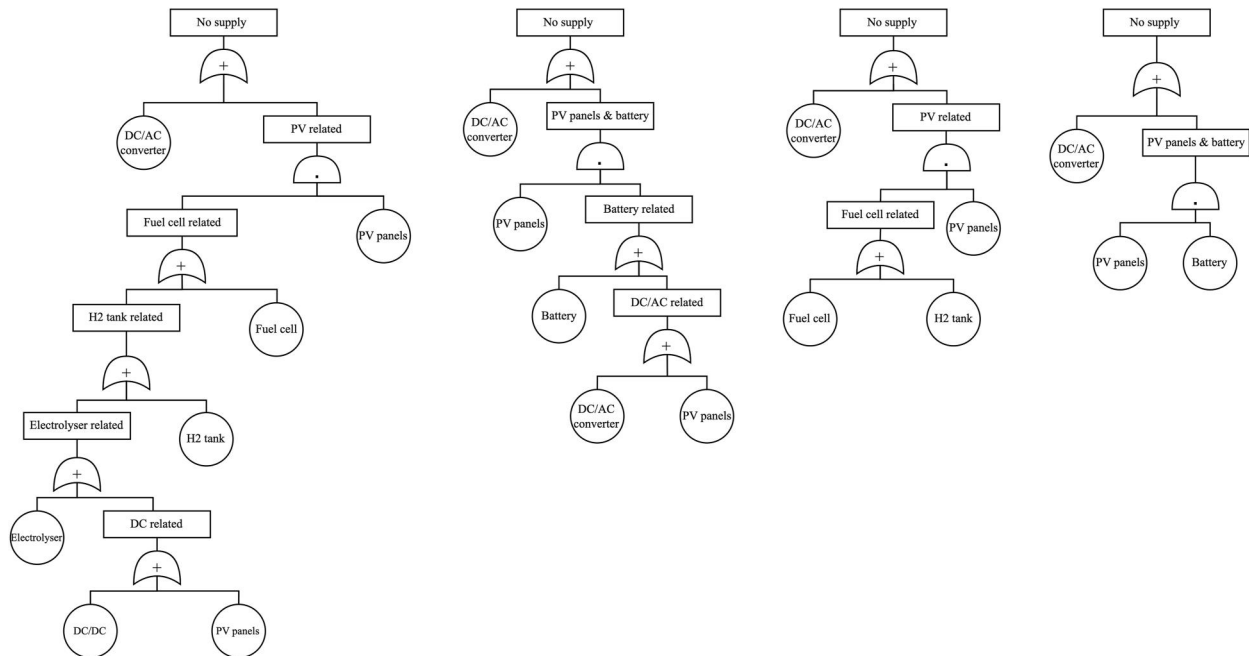 No supply
+
DC/AC
converter
PV related
.
Fuel cell related
PV panels
+
H2 tank related
Fuel cell
+
Electrolyser related
H2 tank
+
Electrolyser
DC related
+
DC/DC
PV panels
No supply
+
DC/AC
converter
PV panels & battery
.
PV panels
Battery related
+
Battery
DC/AC related
+
DC/AC
converter
PV panels
No supply
+
DC/AC
converter
PV related
.
Fuel cell related
PV panels
+
Fuel cell
H2 tank
No supply
+
DC/AC
converter
PV panels & battery
.
PV panels
Battery